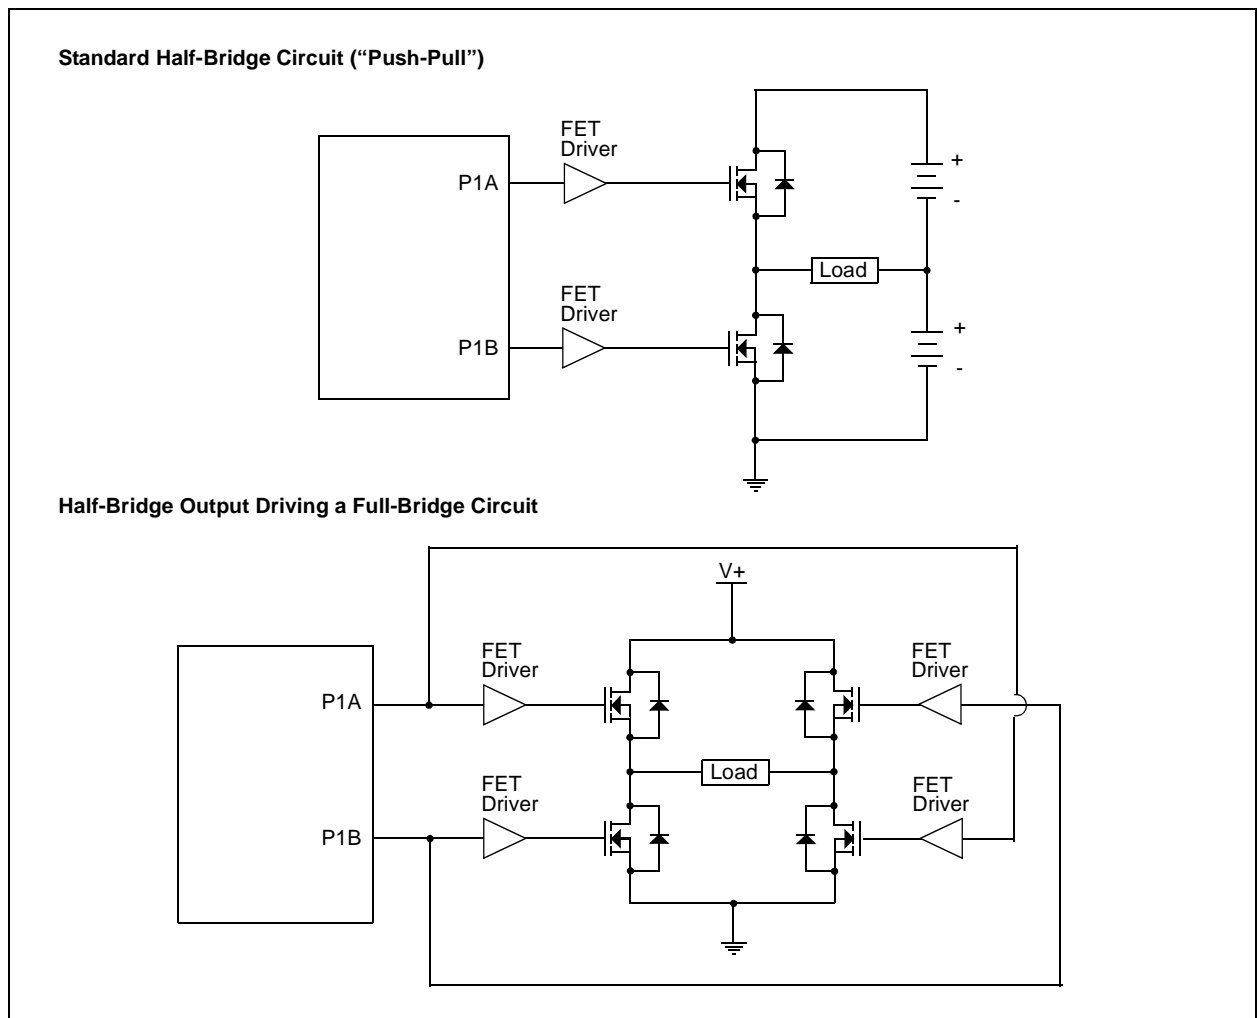 Standard Half-Bridge Circuit (“Push-Pull”)
FET
Driver
P1A
+
-
Load
FET
Driver
P1B
+
-
Half-Bridge Output Driving a Full-Bridge Circuit
V+
FET
Driver
FET
Driver
P1A
Load
FET
Driver
FET
Driver
P1B